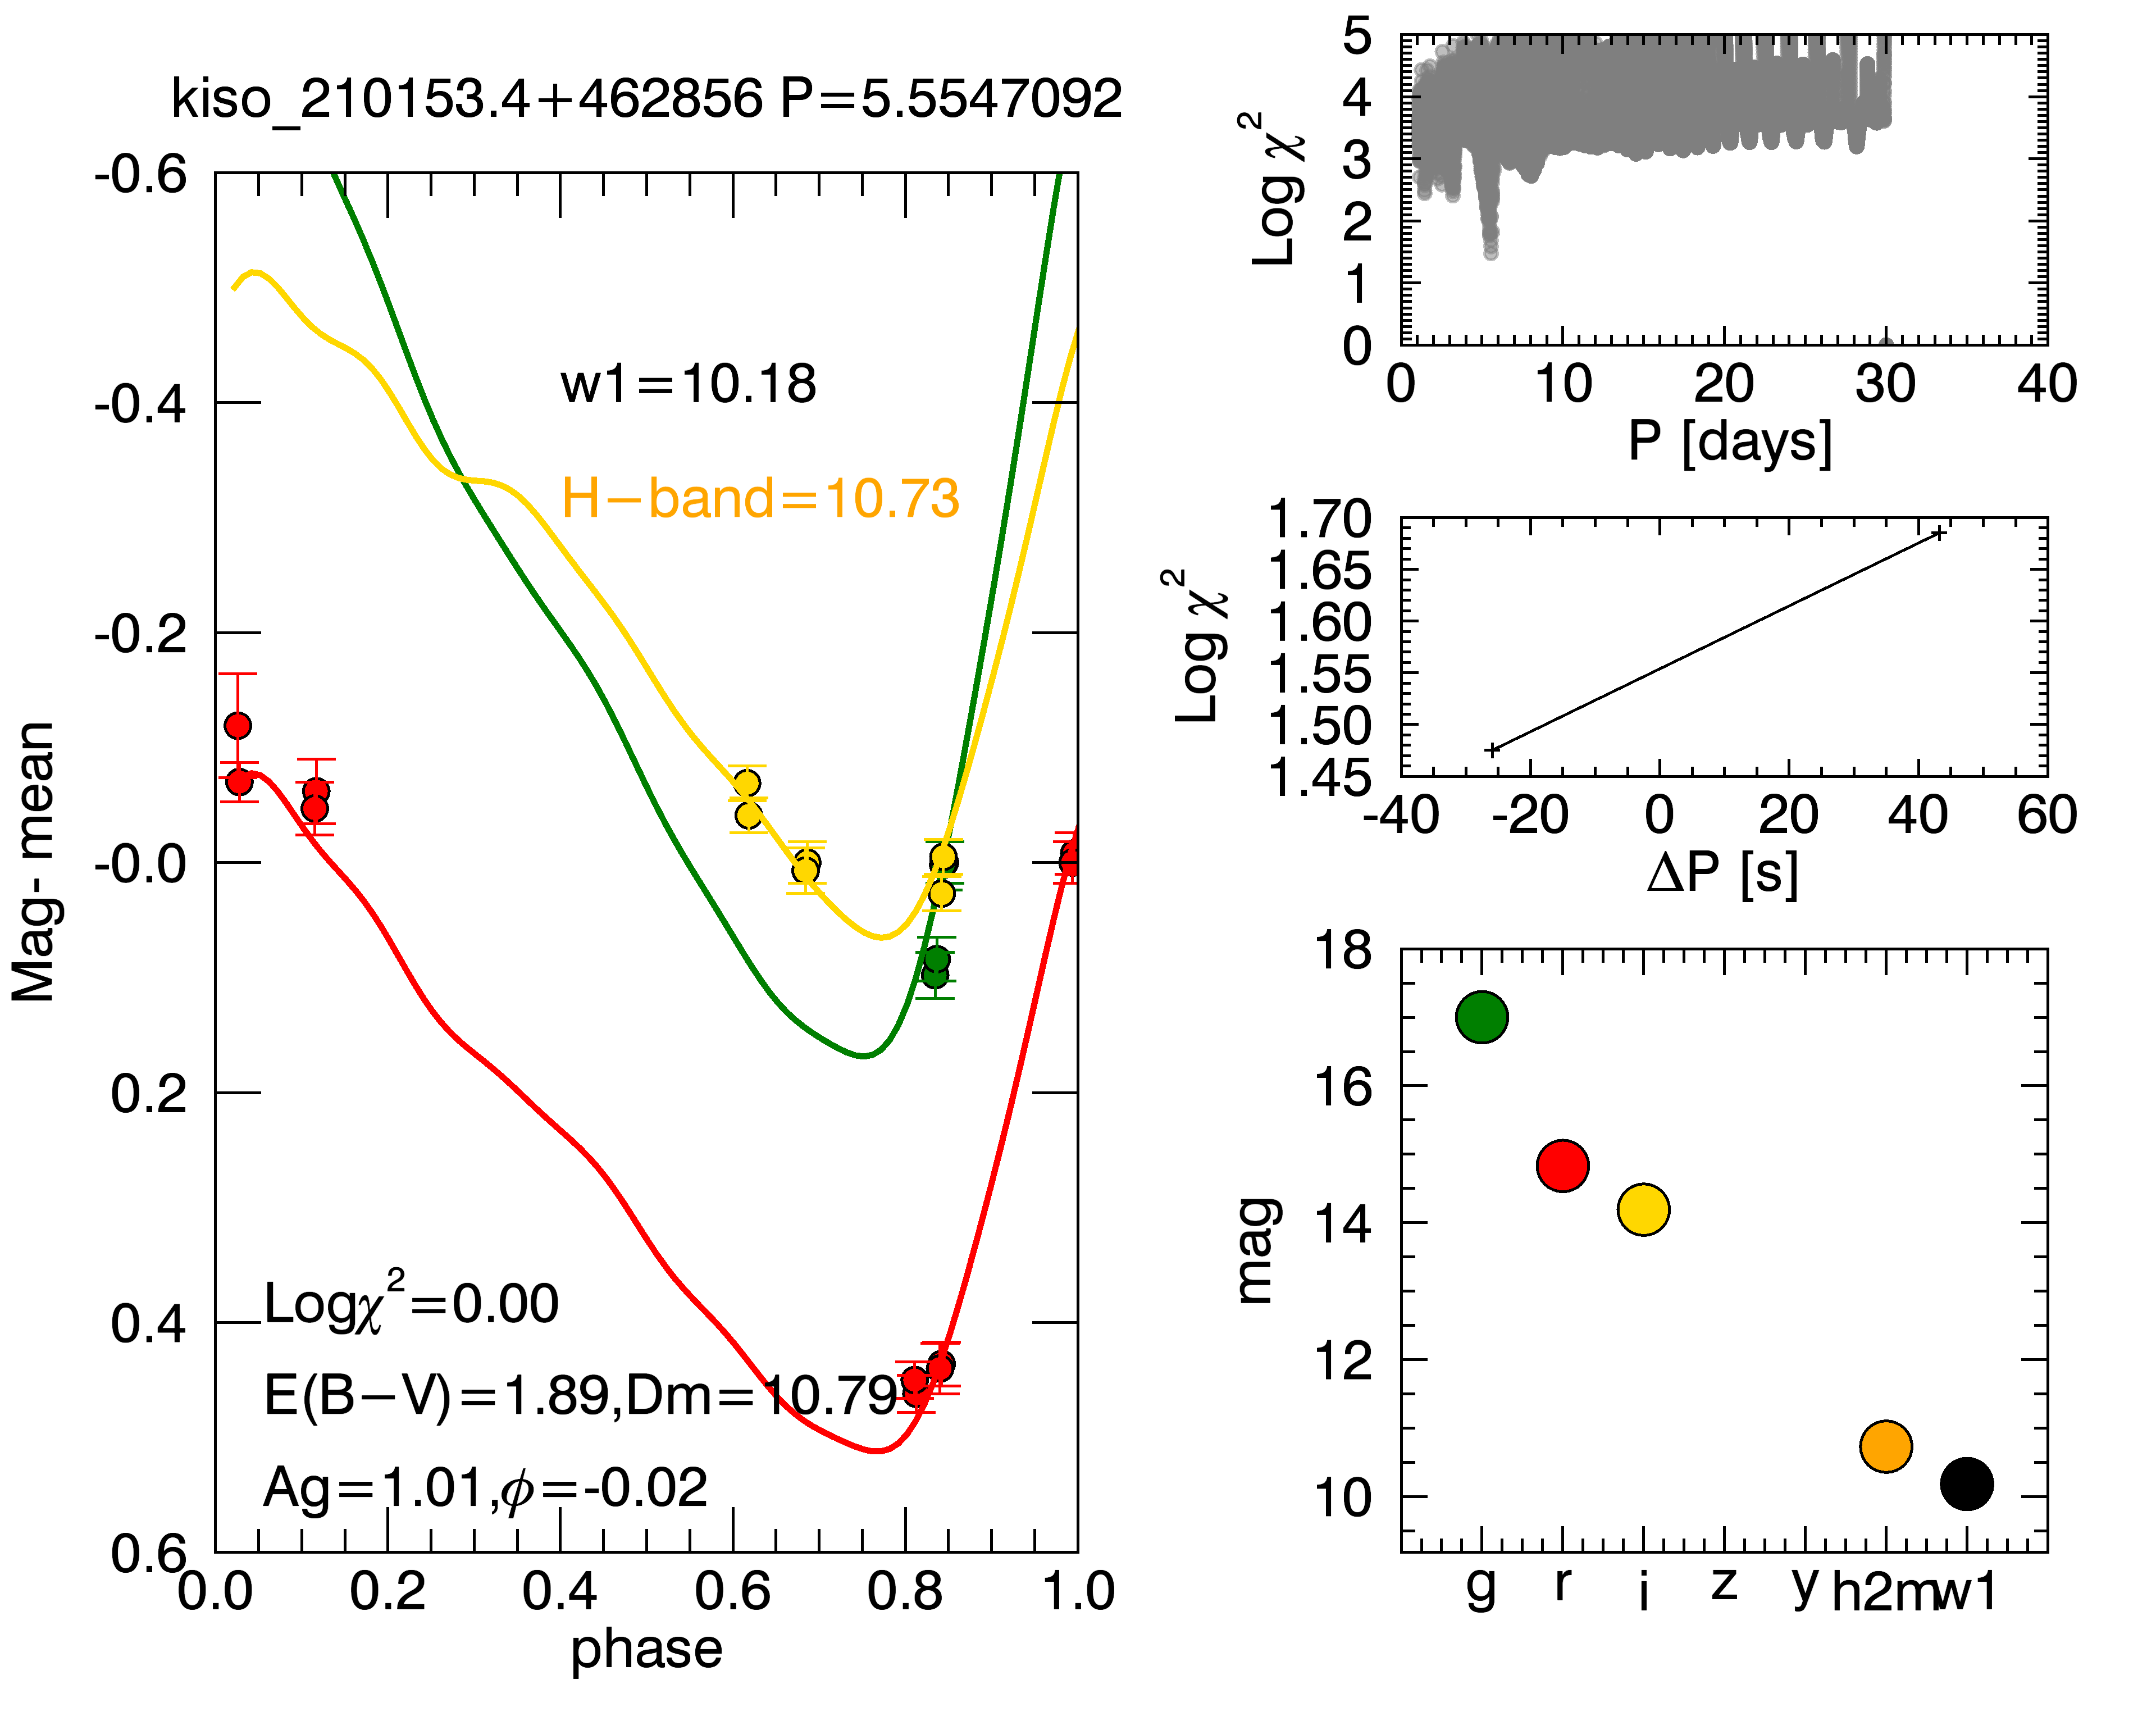 kiso_210153.4+462856 P=5.5547092
-0.6
-0.4
-0.2
-0.0
0.2
0.4
0.6
Mag- mean
w1=10.18
H-band=10.73
Logχ²=0.00
E(B-V)=1.89,Dm=10.79
Ag=1.01,ϕ=-0.02
0.0 0.2 0.4 0.6 0.8 1.0
phase
5
4
3
2
1
0
Log χ²
0 10 20 30 40
P [days]
1.70
1.65
1.60
1.55
1.50
1.45
Log χ²
-40 -20 0 20 40 60
ΔP [s]
18
16
14
12
10
mag
g r i z y h2m w1